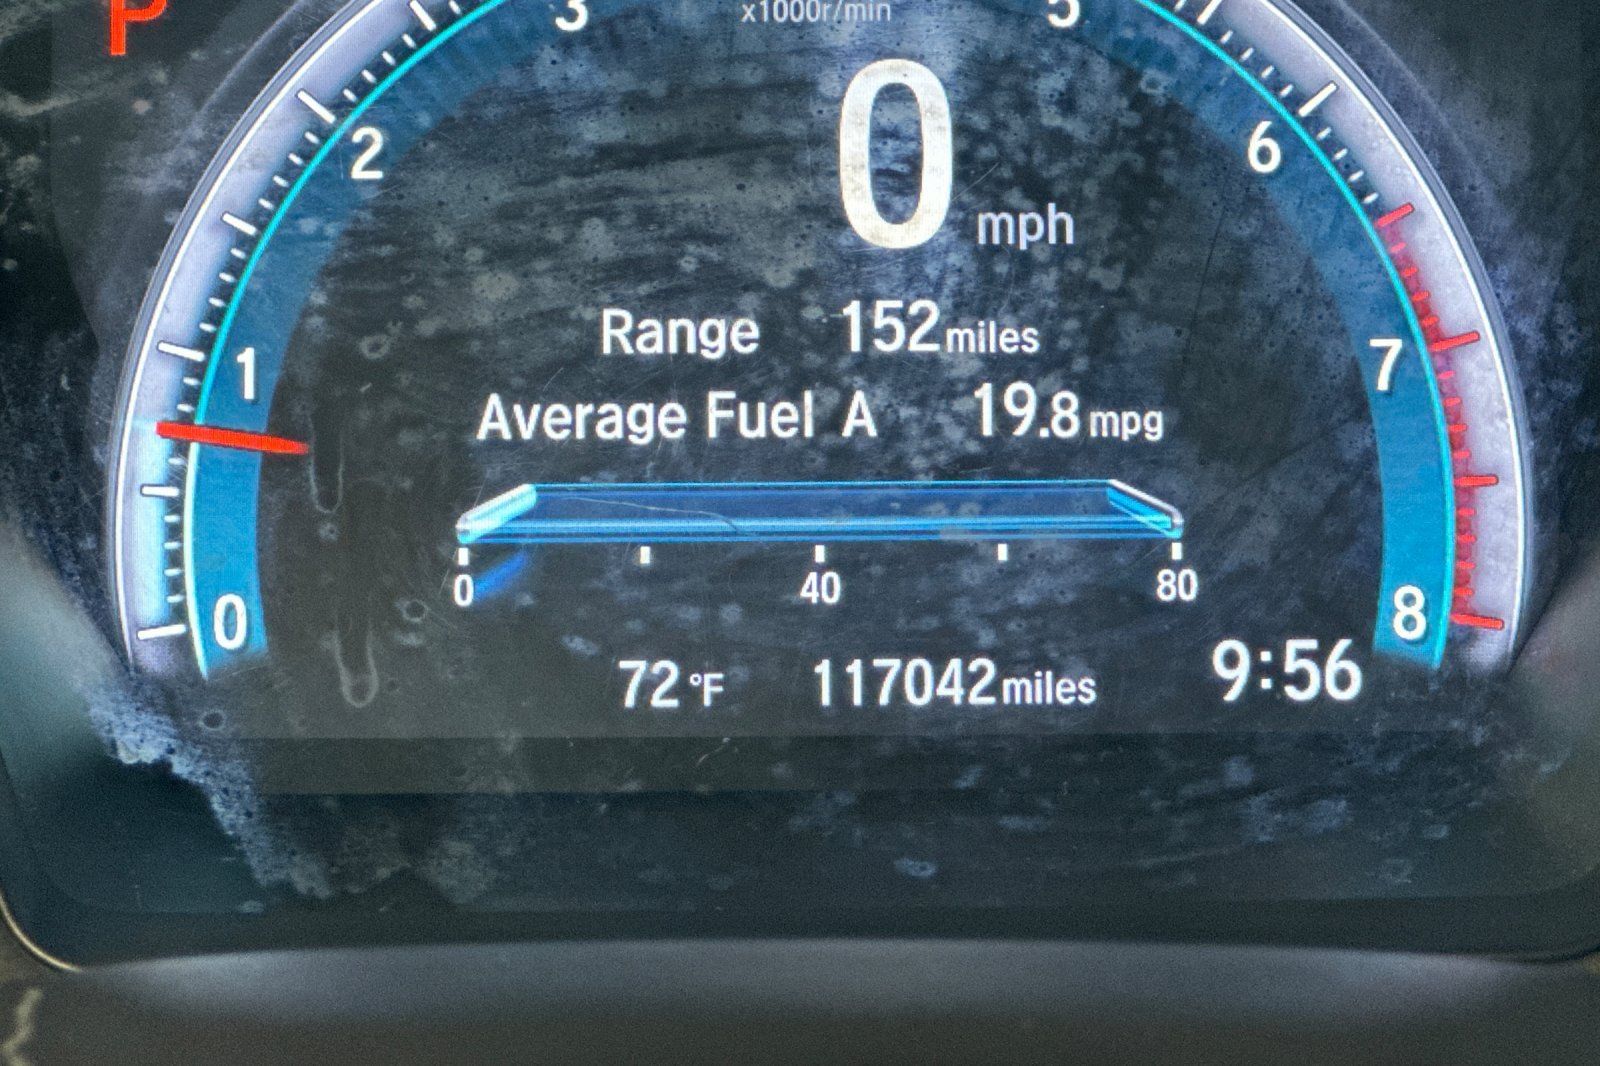 P
3 x1000r/min 5
0 mph
2 6
Range 152 miles
1 7
Average Fuel A 19.8 mpg
0 40 80
0 8
72 °F 117042 miles 9:56